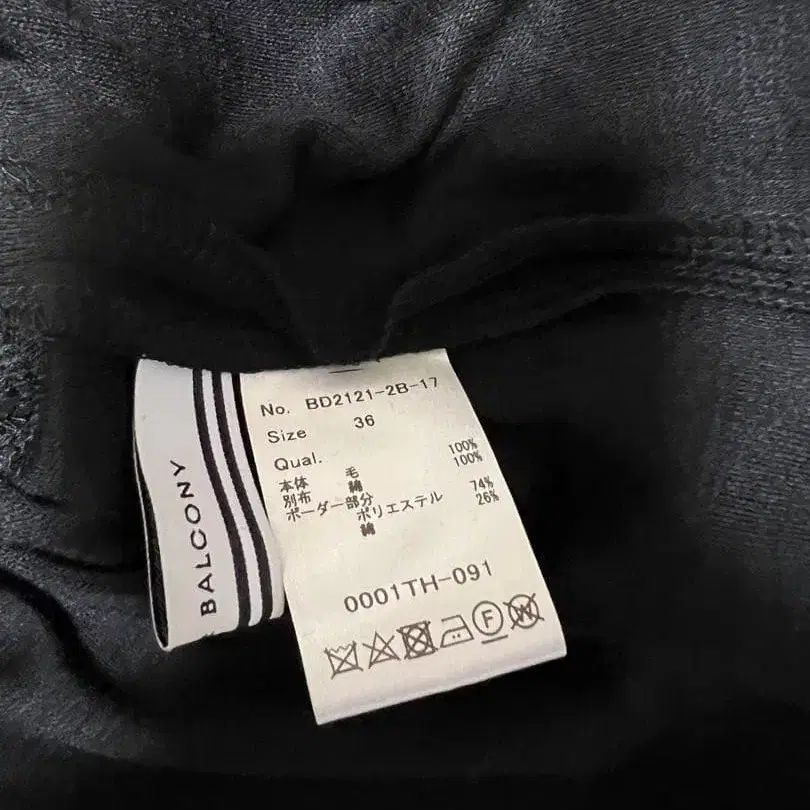 BALCONY
No. BD2121-2B-17
Size 36
Qual.
本体 毛 100%
別布 綿 100%
ボーダー部分 ポリエステル 74%
綿 26%
0001TH-091
F W